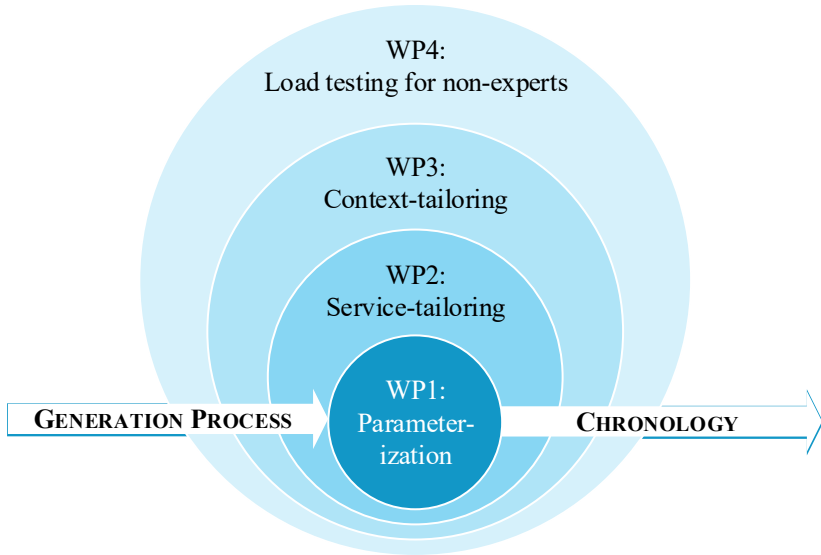 WP4:
Load testing for non-experts
WP3:
Context-tailoring
WP2:
Service-tailoring
WP1:
Parameter-
ization
GENERATION PROCESS
CHRONOLOGY